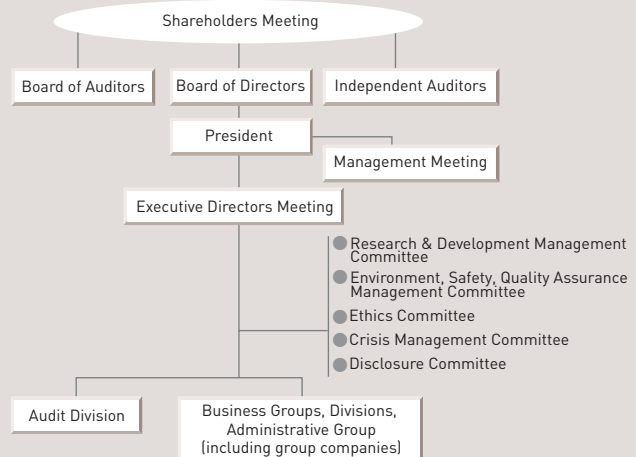 Shareholders Meeting
Board of Auditors
Board of Directors
Independent Auditors
President
Management Meeting
Executive Directors Meeting
Research & Development Management
Committee
Environment, Safety, Quality Assurance
Management Committee
Ethics Committee
Crisis Management Committee
Disclosure Committee
Audit Division
Business Groups, Divisions,
Administrative Group
(including group companies)